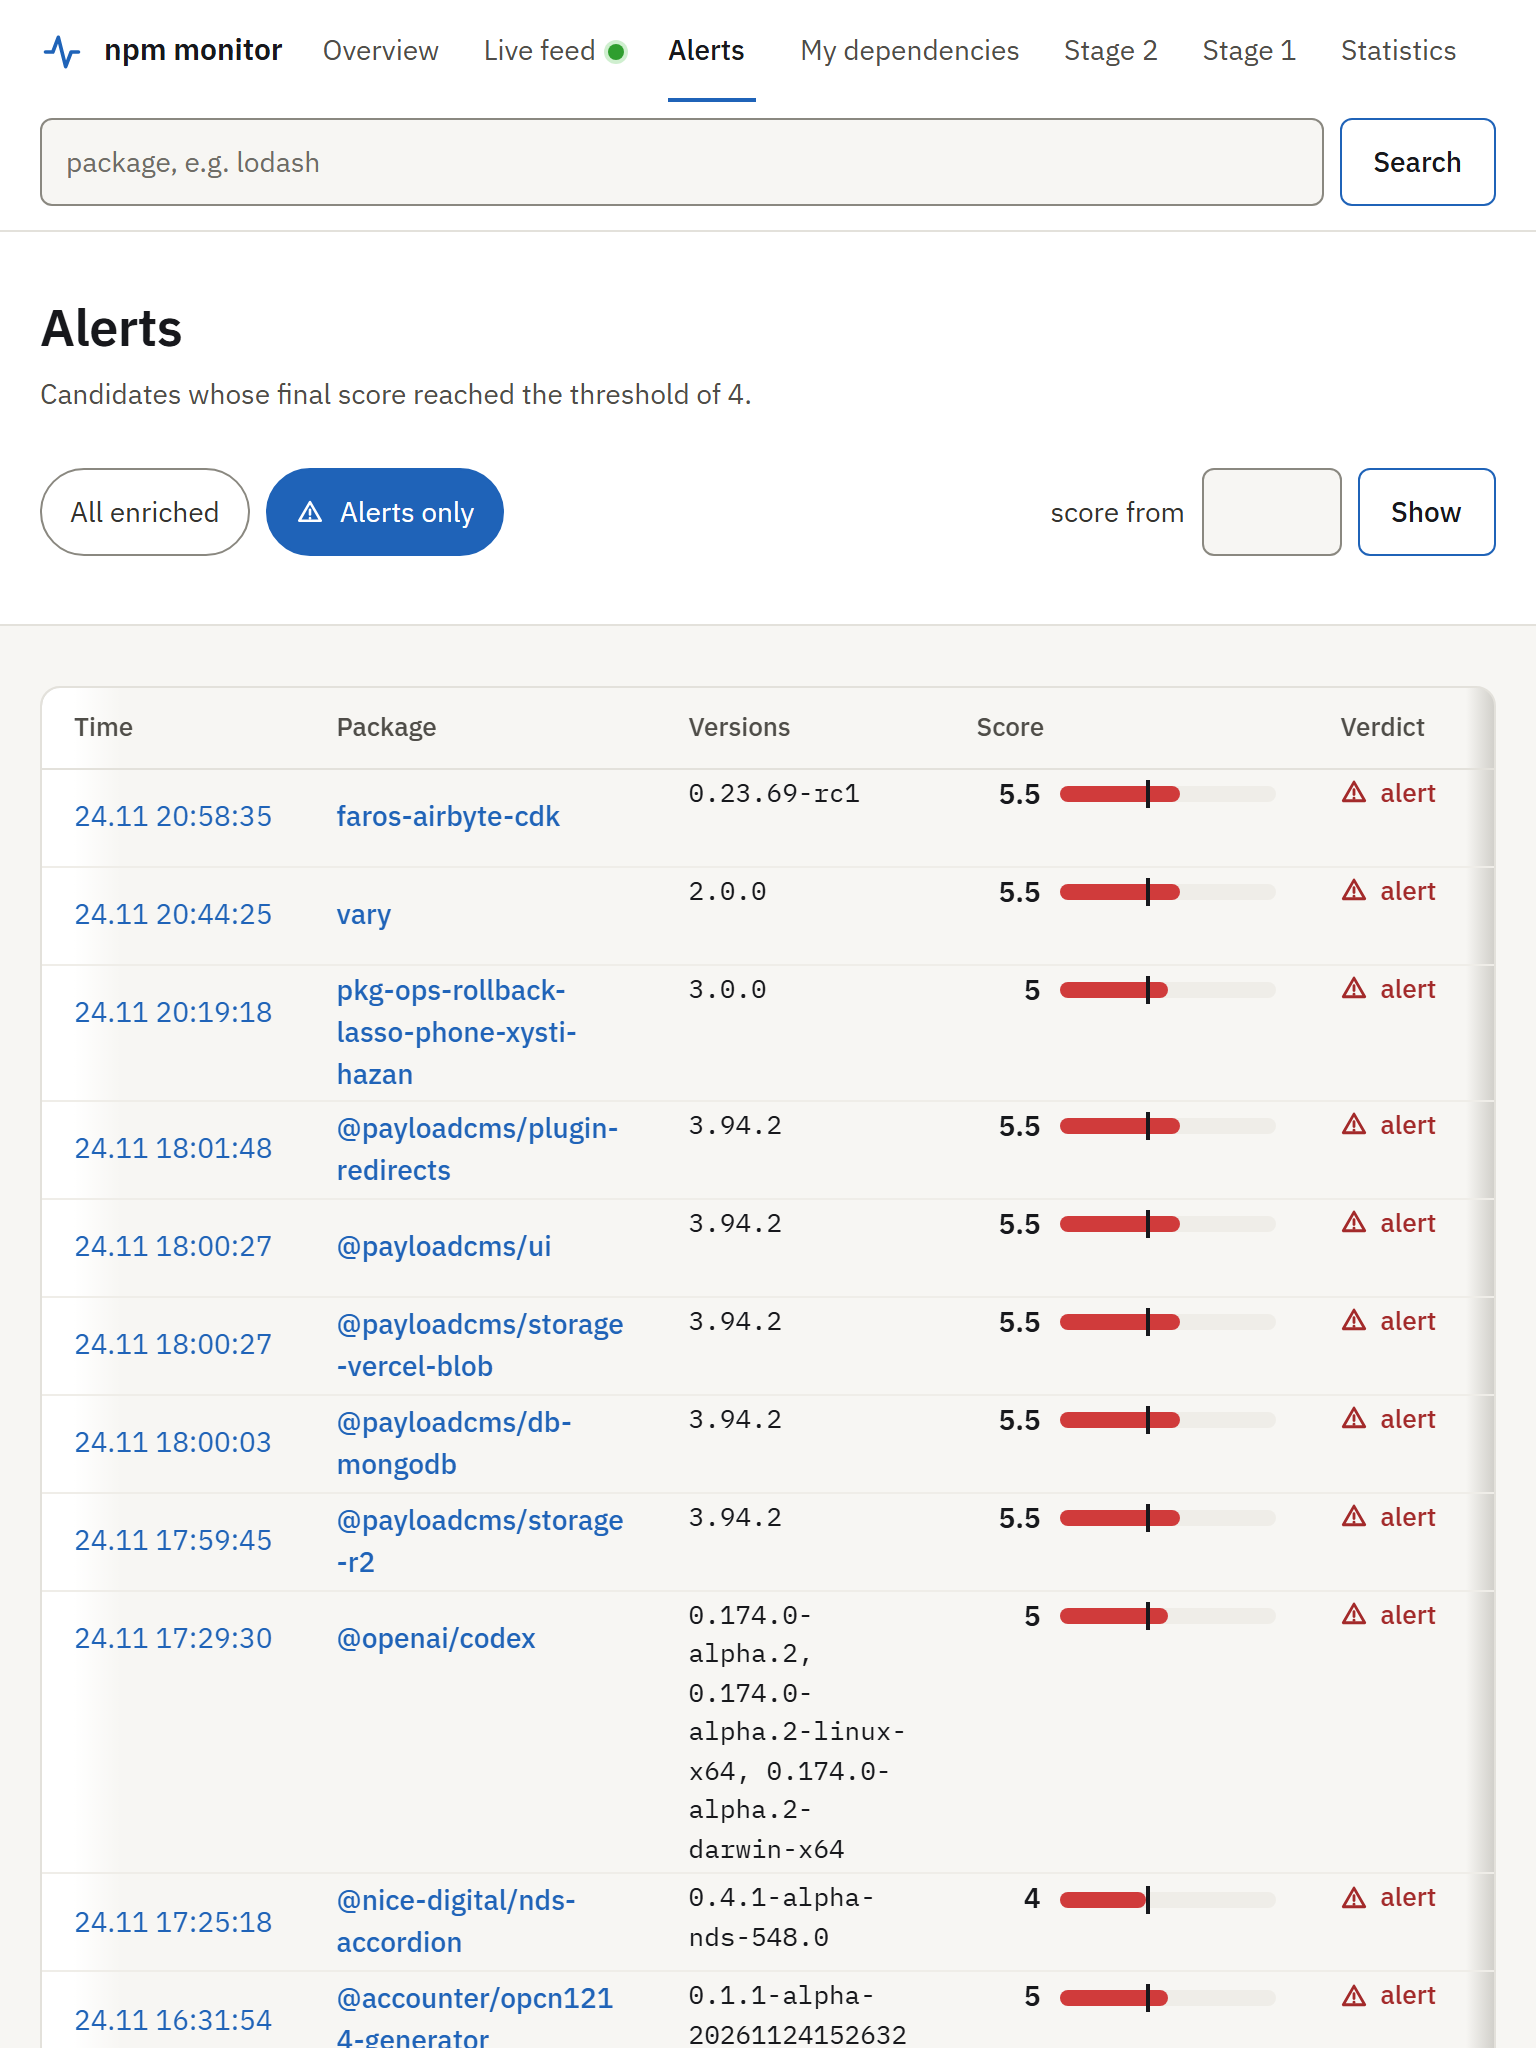 npm monitor Overview Live feed Alerts My dependencies Stage 2 Stage 1 Statistics
package, e.g. lodash Search
Alerts
Candidates whose final score reached the threshold of 4.
All enriched Alerts only score from Show
Time Package Versions Score Verdict
24.11 20:58:35 faros-airbyte-cdk 0.23.69-rc1 5.5 alert
24.11 20:44:25 vary 2.0.0 5.5 alert
24.11 20:19:18 pkg-ops-rollback- 3.0.0 5 alert
lasso-phone-xysti-
hazan
24.11 18:01:48 @payloadcms/plugin- 3.94.2 5.5 alert
redirects
24.11 18:00:27 @payloadcms/ui 3.94.2 5.5 alert
24.11 18:00:27 @payloadcms/storage 3.94.2 5.5 alert
-vercel-blob
24.11 18:00:03 @payloadcms/db- 3.94.2 5.5 alert
mongodb
24.11 17:59:45 @payloadcms/storage 3.94.2 5.5 alert
-r2
24.11 17:29:30 @openai/codex 0.174.0- 5 alert
alpha.2,
0.174.0-
alpha.2-linux-
x64, 0.174.0-
alpha.2-
darwin-x64
24.11 17:25:18 @nice-digital/nds- 0.4.1-alpha- 4 alert
accordion nds-548.0
24.11 16:31:54 @accounter/opcn121 0.1.1-alpha- 5 alert
4-generator 20261124152632